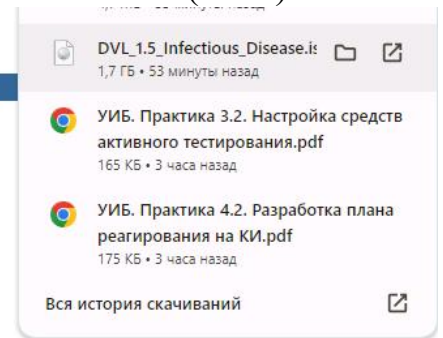 DVL_1.5_Infectious_Disease.is
1,7 ГБ • 53 минуты назад
УИБ. Практика 3.2. Настройка средств
активного тестирования.pdf
165 КБ • 3 часа назад
УИБ. Практика 4.2. Разработка плана
реагирования на КИ.pdf
175 КБ • 3 часа назад
Вся история скачиваний